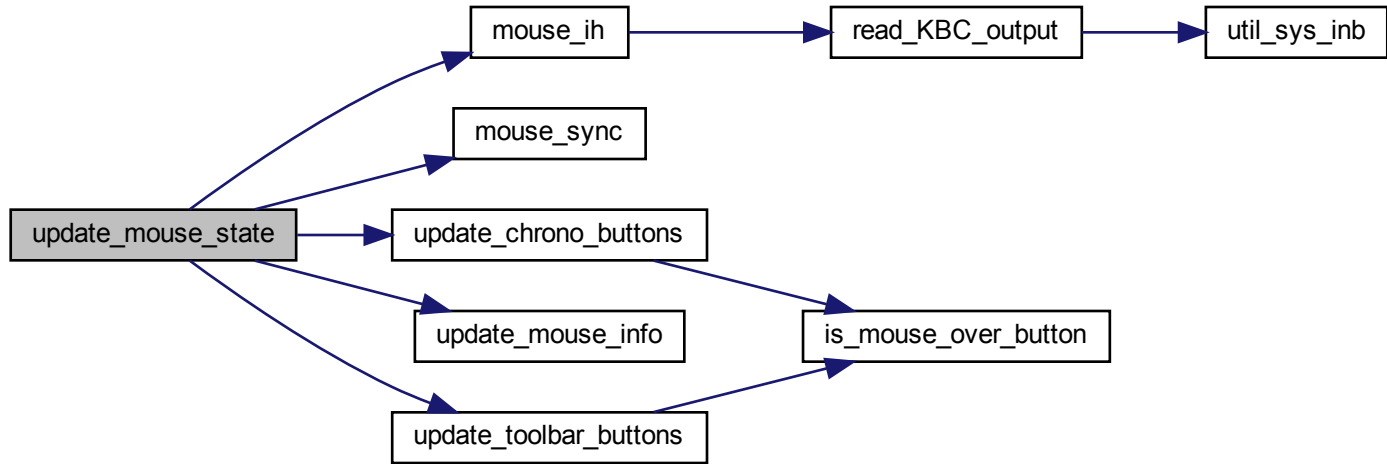 mouse_ih
read_KBC_output
util_sys_inb
mouse_sync
update_mouse_state
update_chrono_buttons
update_mouse_info
is_mouse_over_button
update_toolbar_buttons